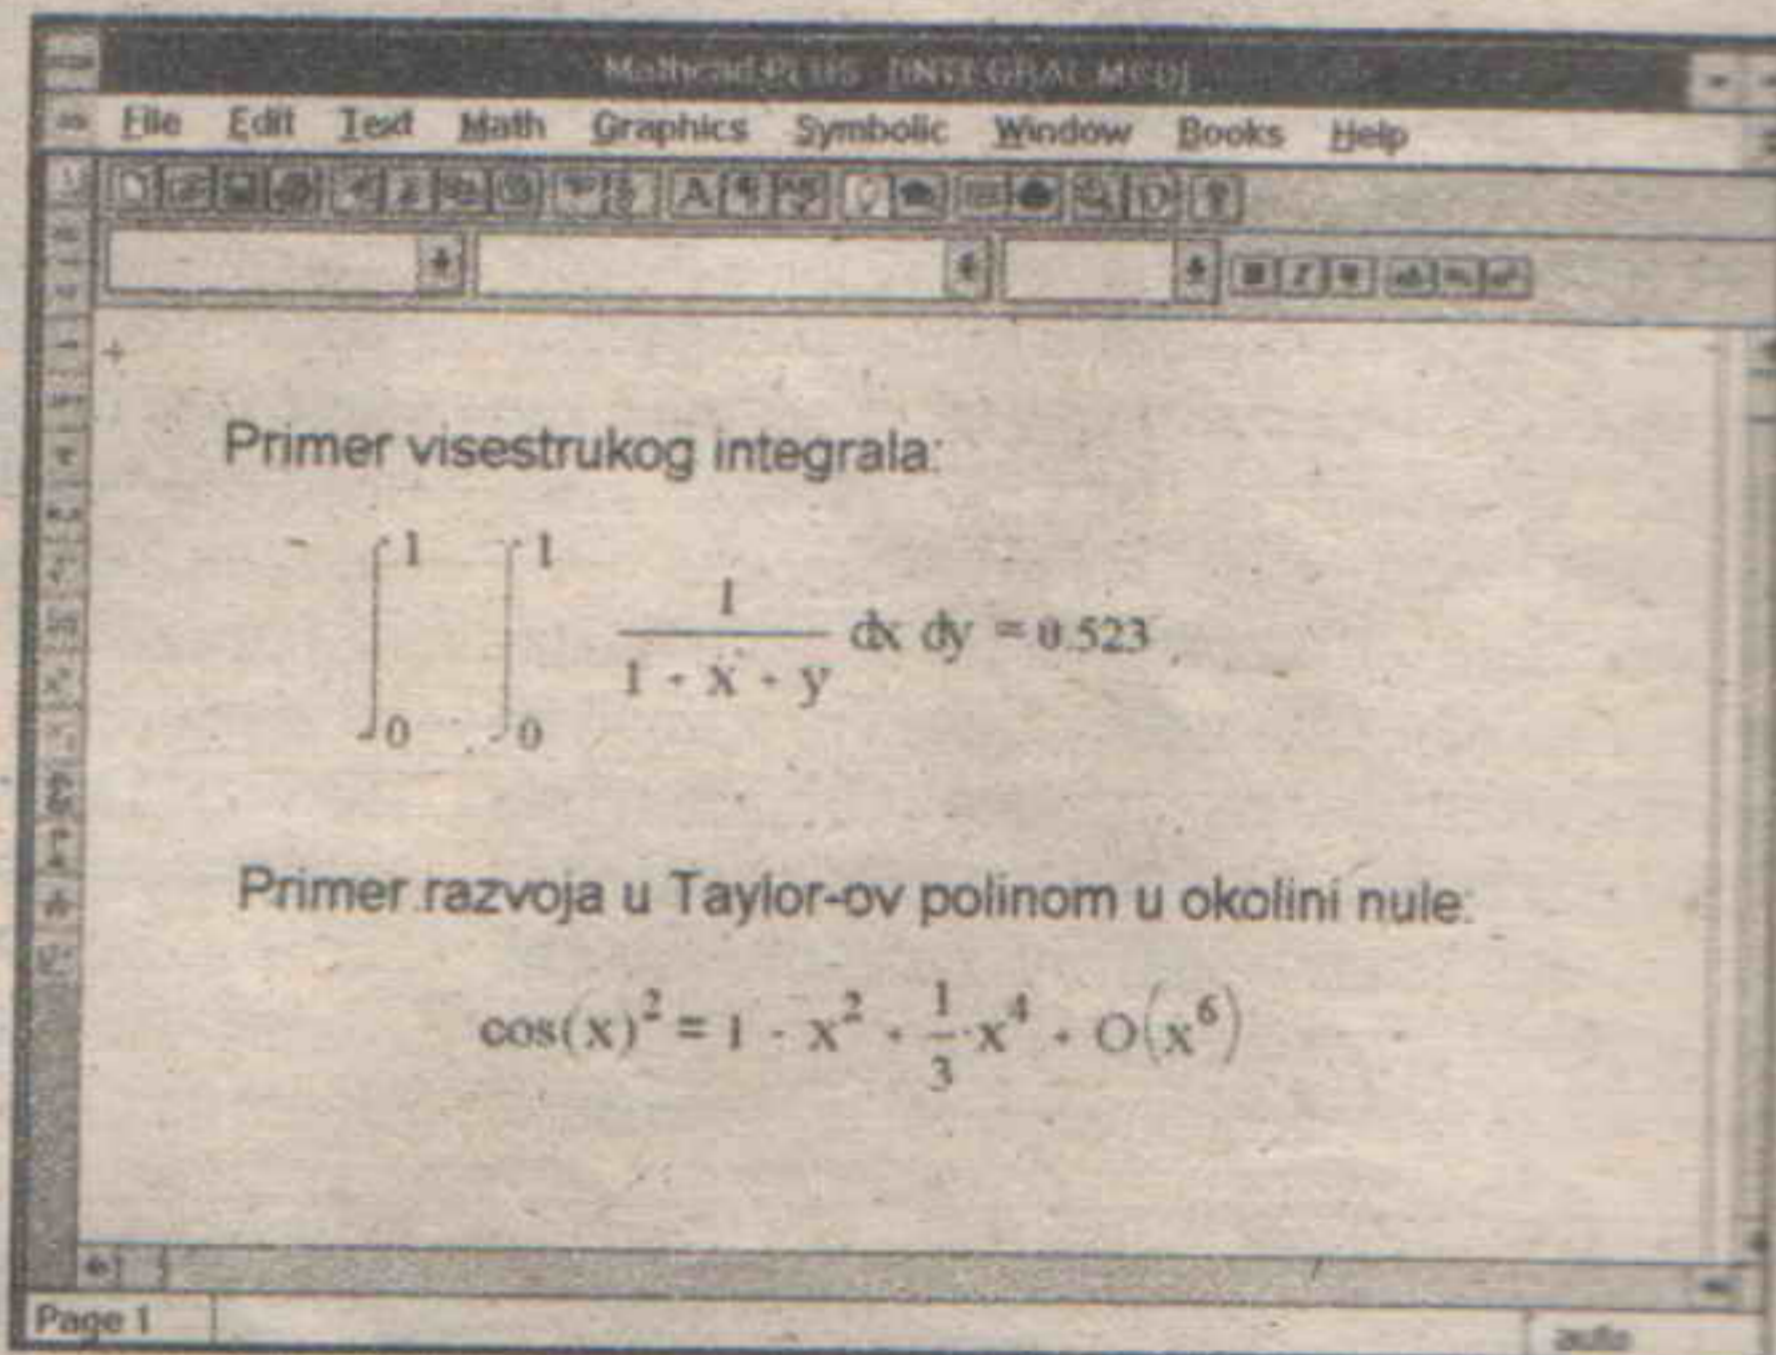 Mathcad PLUS - [INTEGRAL.MCD]
File Edit Text Math Graphics Symbolic Window Books Help
Primer visestrukog integrala:
∫₀¹ ∫₀¹ 1/(1 + x + y) dx dy = 0.523
Primer razvoja u Taylor-ov polinom u okolini nule:
cos(x)² = 1 - x² + 1/3·x⁴ + O(x⁶)
Page 1
auto